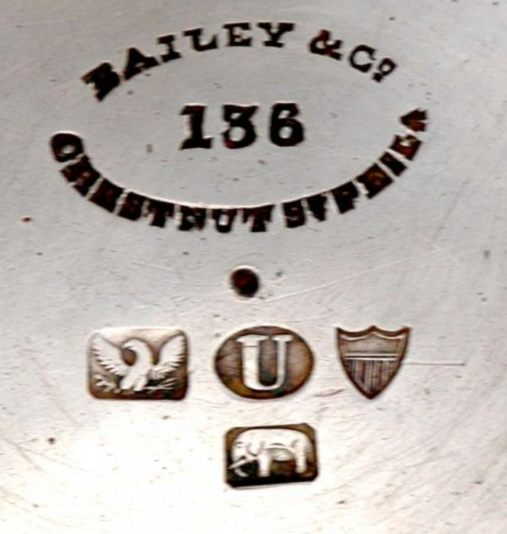 BAILEY & Co
136
CHESTNUT ST PHILA
U